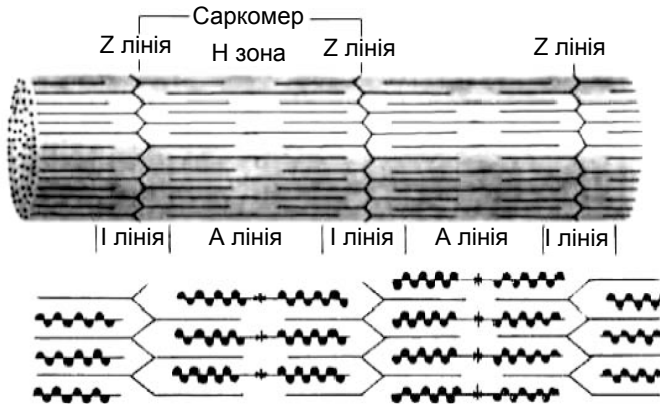 Саркомер
Z лінія Н зона Z лінія Z лінія
І лінія А лінія І лінія А лінія І лінія